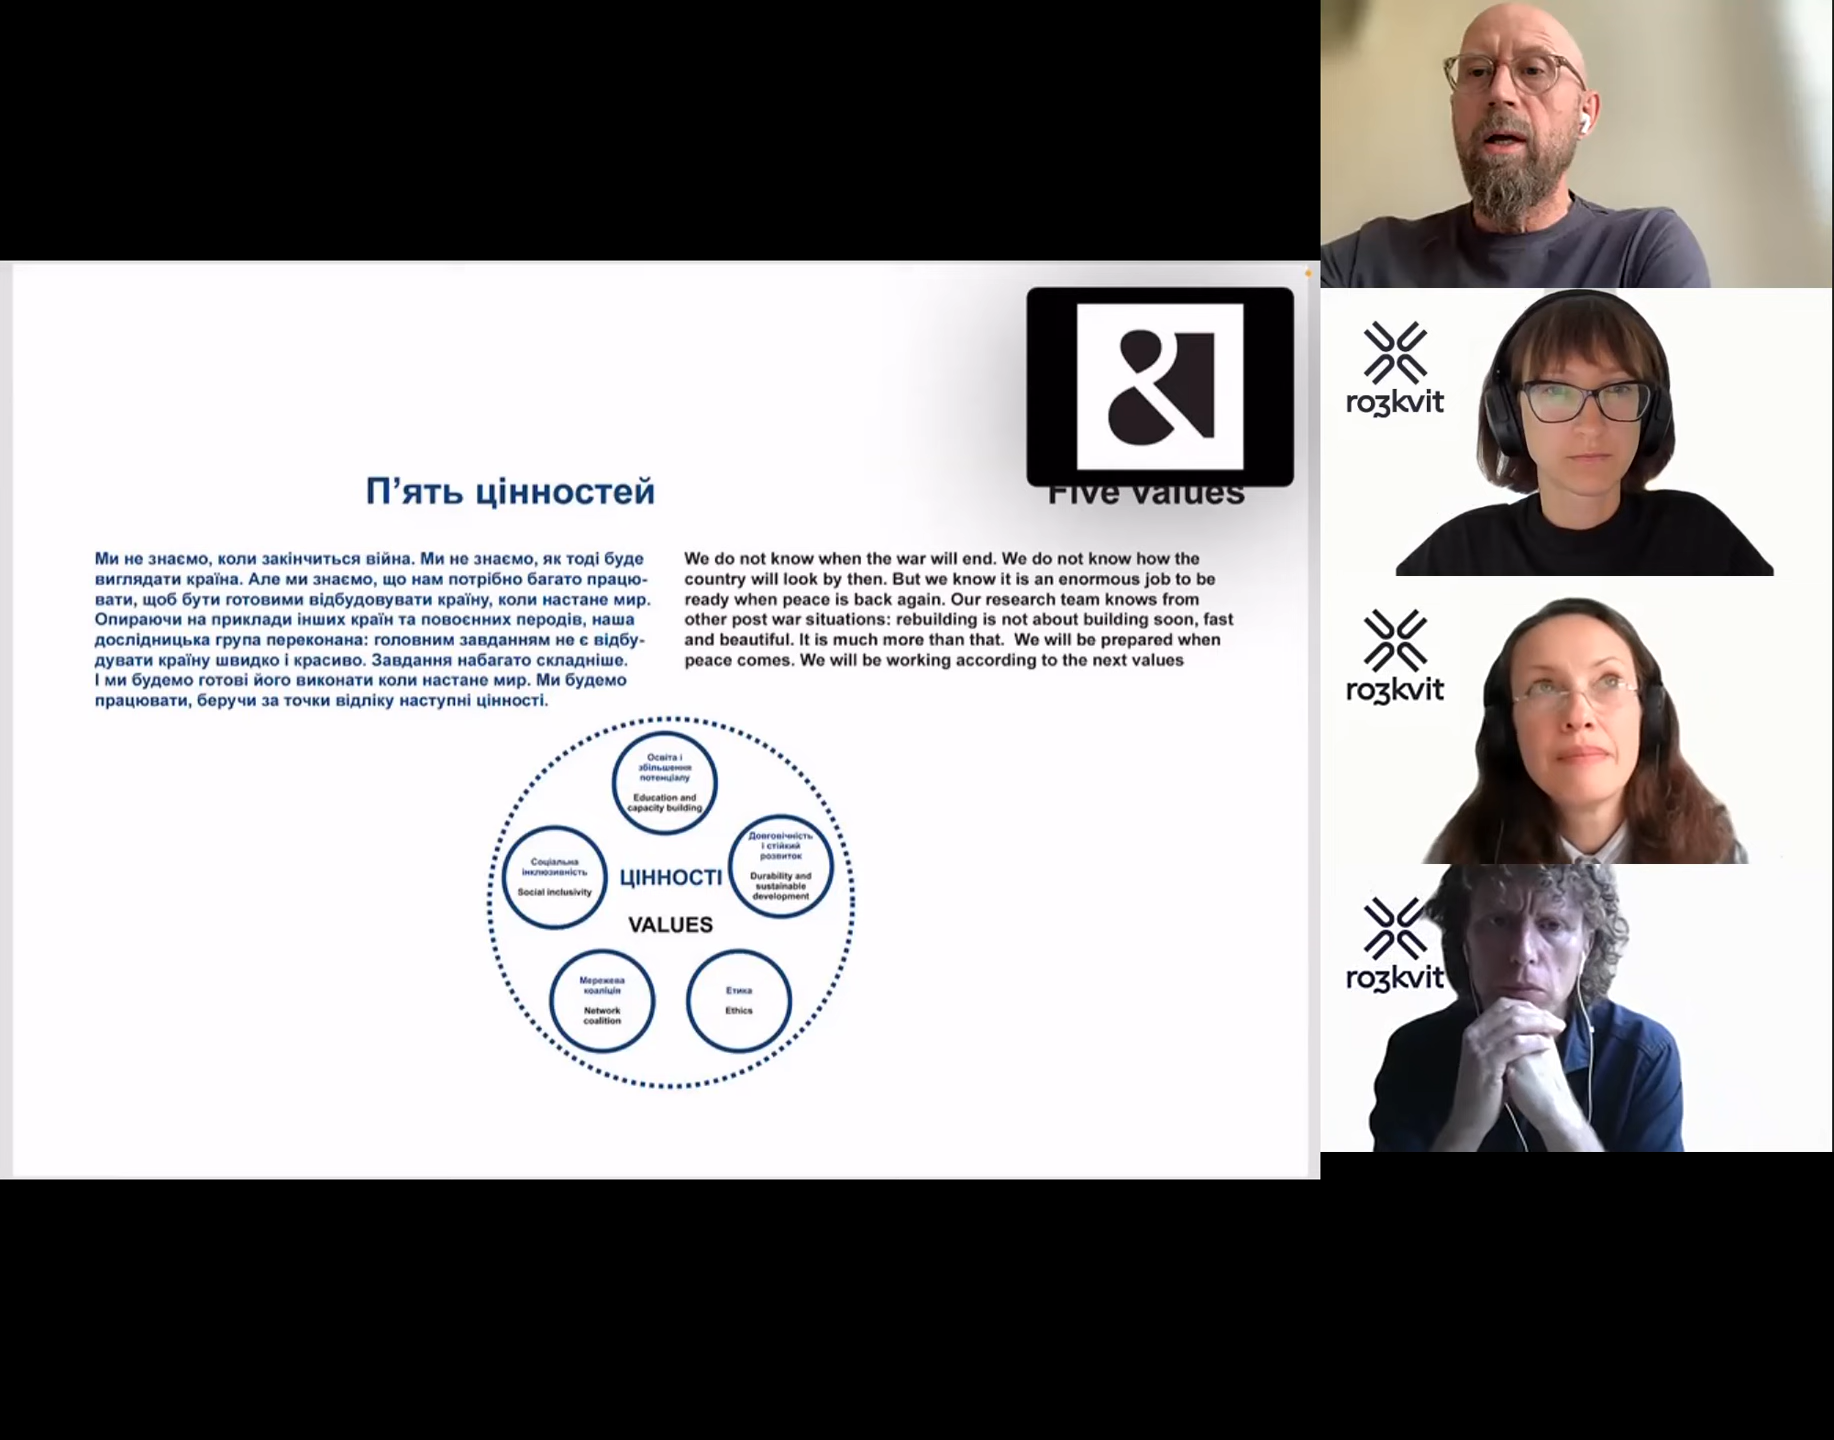 П’ять цінностей
Five values
Ми не знаємо, коли закінчиться війна. Ми не знаємо, як тоді буде
виглядати країна. Але ми знаємо, що нам потрібно багато працю-
вати, щоб бути готовими відбудовувати країну, коли настане мир.
Опираючи на приклади інших країн та повоєнних перодів, наша
дослідницька група переконана: головним завданням не є відбу-
дувати країну швидко і красиво. Завдання набагато складніше.
І ми будемо готові його виконати коли настане мир. Ми будемо
працювати, беручи за точки відліку наступні цінності.
We do not know when the war will end. We do not know how the
country will look by then. But we know it is an enormous job to be
ready when peace is back again. Our research team knows from
other post war situations: rebuilding is not about building soon, fast
and beautiful. It is much more than that. We will be prepared when
peace comes. We will be working according to the next values
Освіта і
збільшення
потенціалу
Education and
capacity building
Довговічність
і стійкий
розвиток
Durability and
sustainable
development
Соціальна
інклюзивність
Social inclusivity
ЦІННОСТІ
VALUES
Мережева
коаліція
Network
coalition
Етика
Ethics
&
roзkvit
roзkvit
roзkvit